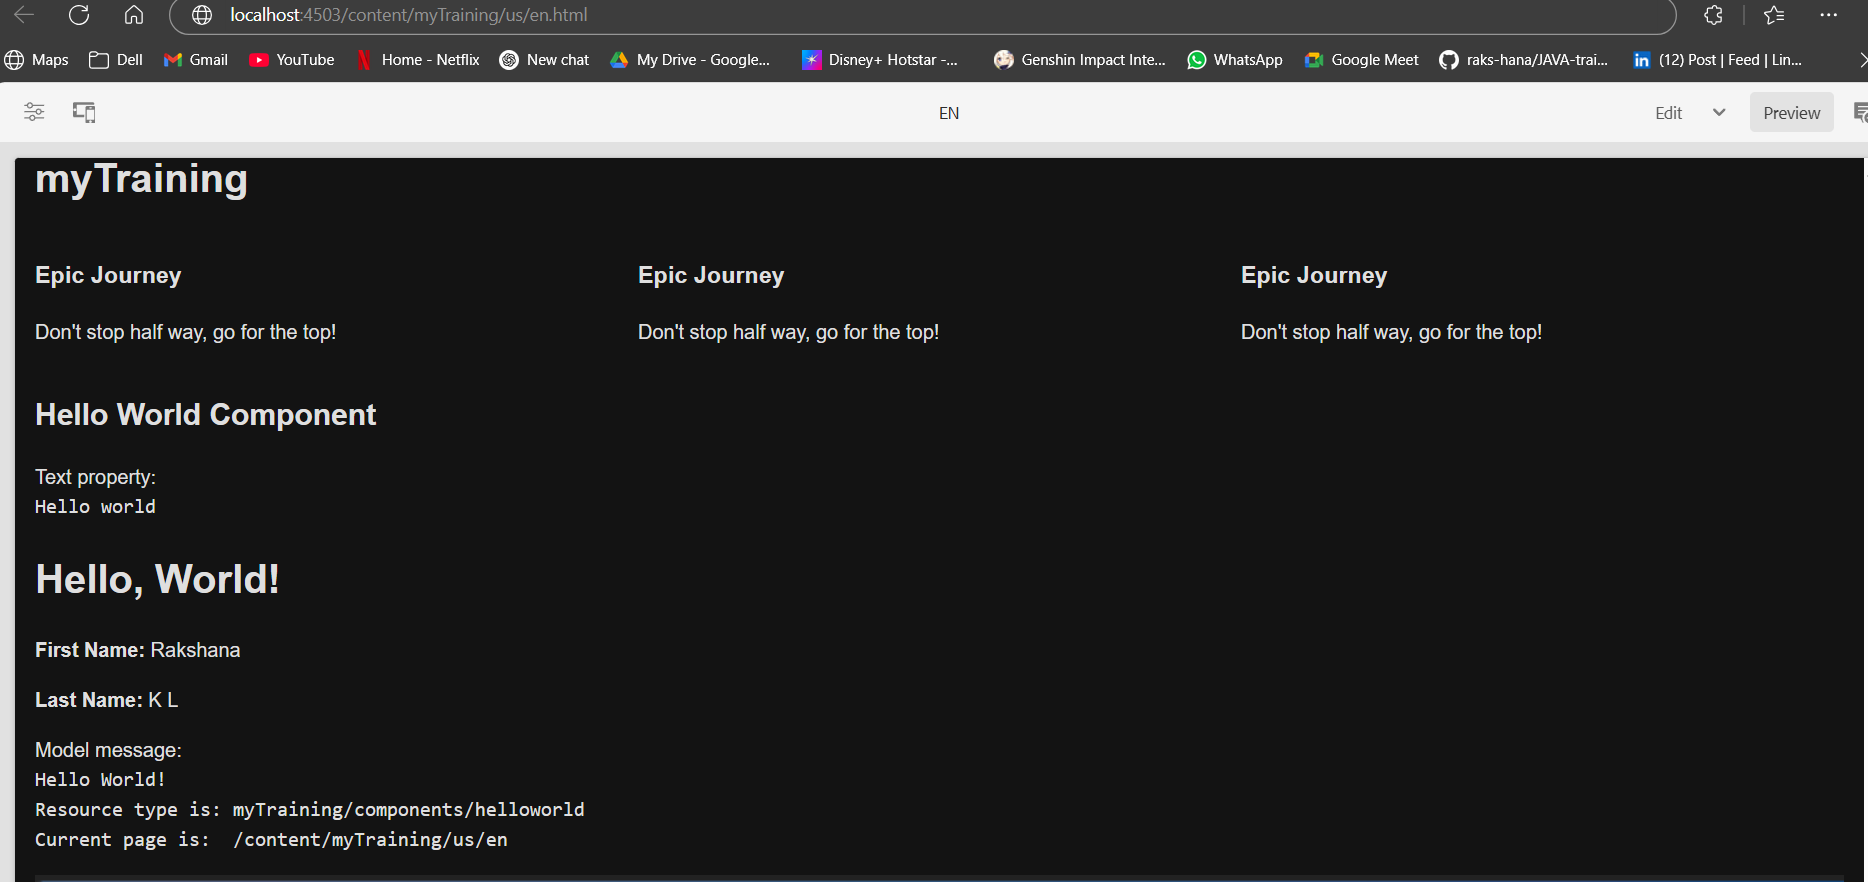 localhost:4503/content/myTraining/us/en.html
Maps Dell Gmail YouTube Home - Netflix New chat My Drive - Google... Disney+ Hotstar -... Genshin Impact Inte... WhatsApp Google Meet raks-hana/JAVA-trai... (12) Post | Feed | Lin...
EN Edit Preview
myTraining
Epic Journey Epic Journey Epic Journey
Don't stop half way, go for the top! Don't stop half way, go for the top! Don't stop half way, go for the top!
Hello World Component
Text property:
Hello world
Hello, World!
First Name: Rakshana
Last Name: K L
Model message:
Hello World!
Resource type is: myTraining/components/helloworld
Current page is:  /content/myTraining/us/en